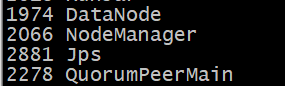 1974 DataNode
2066 NodeManager
2881 Jps
2278 QuorumPeerMain